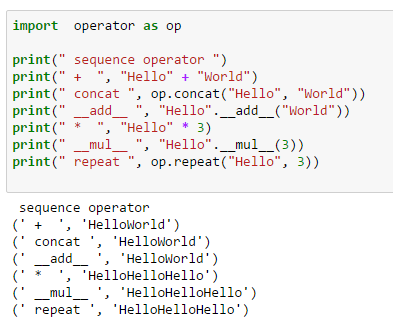 import  operator as op
print(" sequence operator ")
print(" +  ", "Hello" + "World")
print(" concat ", op.concat("Hello", "World"))
print(" __add__ ", "Hello".__add__("World"))
print(" *  ", "Hello" * 3)
print(" __mul__ ", "Hello".__mul__(3))
print(" repeat ", op.repeat("Hello", 3))
 sequence operator
(' +  ', 'HelloWorld')
(' concat ', 'HelloWorld')
(' __add__ ', 'HelloWorld')
(' *  ', 'HelloHelloHello')
(' __mul__ ', 'HelloHelloHello')
(' repeat ', 'HelloHelloHello')